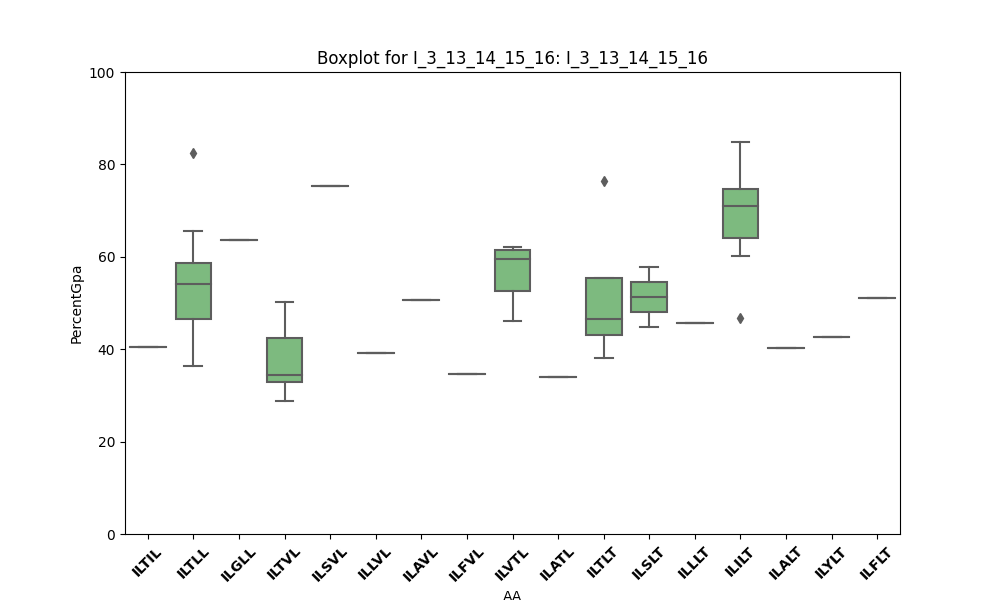 Boxplot for I_3_13_14_15_16: I_3_13_14_15_16
100
80
60
40
20
0
PercentGpa
ILTIL
ILTLL
ILGLL
ILTVL
ILSVL
ILLVL
ILAVL
ILFVL
ILVTL
ILATL
ILTLT
ILSLT
ILLLT
ILILT
ILALT
ILYLT
ILFLT
AA